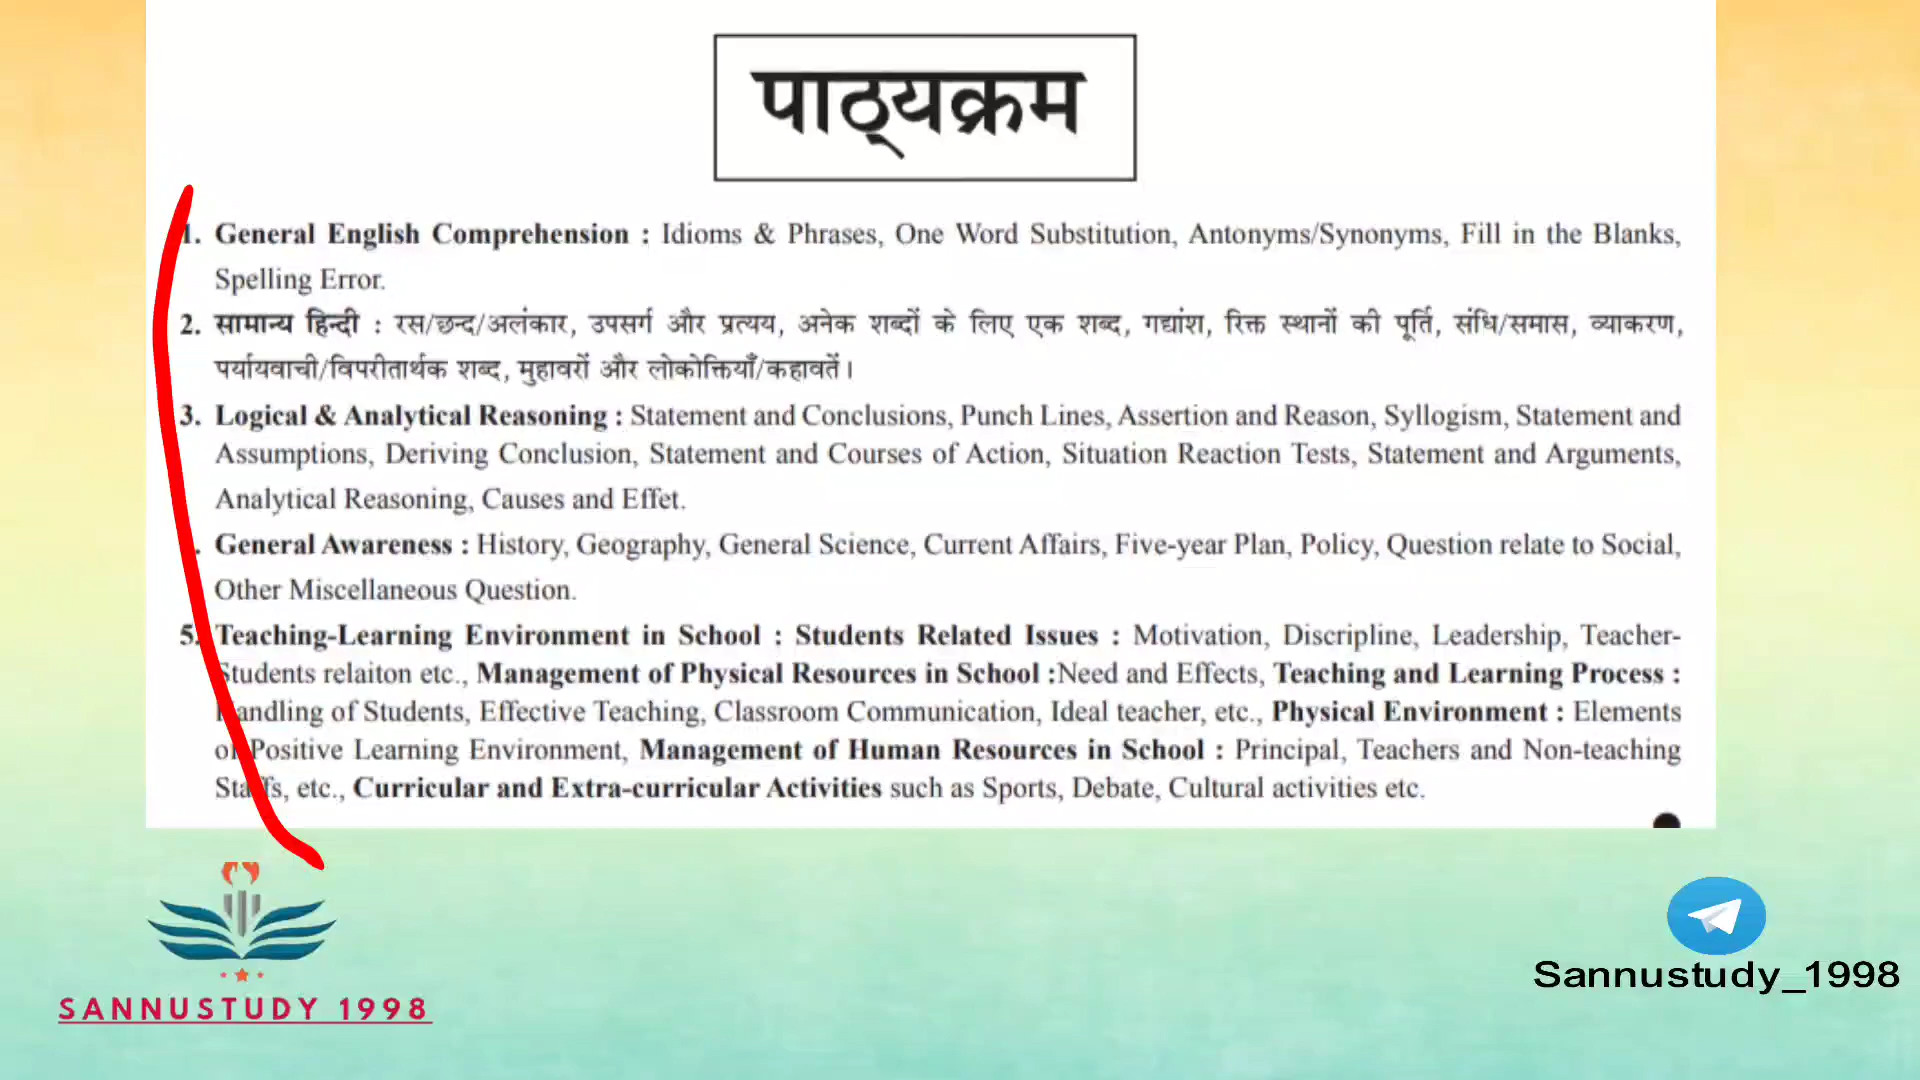 पाठ्यक्रम
1. General English Comprehension : Idioms & Phrases, One Word Substitution, Antonyms/Synonyms, Fill in the Blanks,
Spelling Error.
2. सामान्य हिन्दी : रस/छन्द/अलंकार, उपसर्ग और प्रत्यय, अनेक शब्दों के लिए एक शब्द, गद्यांश, रिक्त स्थानों की पूर्ति, संधि/समास, व्याकरण,
पर्यायवाची/विपरीतार्थक शब्द, मुहावरों और लोकोक्तियाँ/कहावतें।
3. Logical & Analytical Reasoning : Statement and Conclusions, Punch Lines, Assertion and Reason, Syllogism, Statement and
Assumptions, Deriving Conclusion, Statement and Courses of Action, Situation Reaction Tests, Statement and Arguments,
Analytical Reasoning, Causes and Effet.
. General Awareness : History, Geography, General Science, Current Affairs, Five-year Plan, Policy, Question relate to Social,
Other Miscellaneous Question.
5. Teaching-Learning Environment in School : Students Related Issues : Motivation, Discripline, Leadership, Teacher-
Students relaiton etc., Management of Physical Resources in School :Need and Effects, Teaching and Learning Process :
Handling of Students, Effective Teaching, Classroom Communication, Ideal teacher, etc., Physical Environment : Elements
of Positive Learning Environment, Management of Human Resources in School : Principal, Teachers and Non-teaching
Staffs, etc., Curricular and Extra-curricular Activities such as Sports, Debate, Cultural activities etc.
SANNUSTUDY 1998
Sannustudy_1998